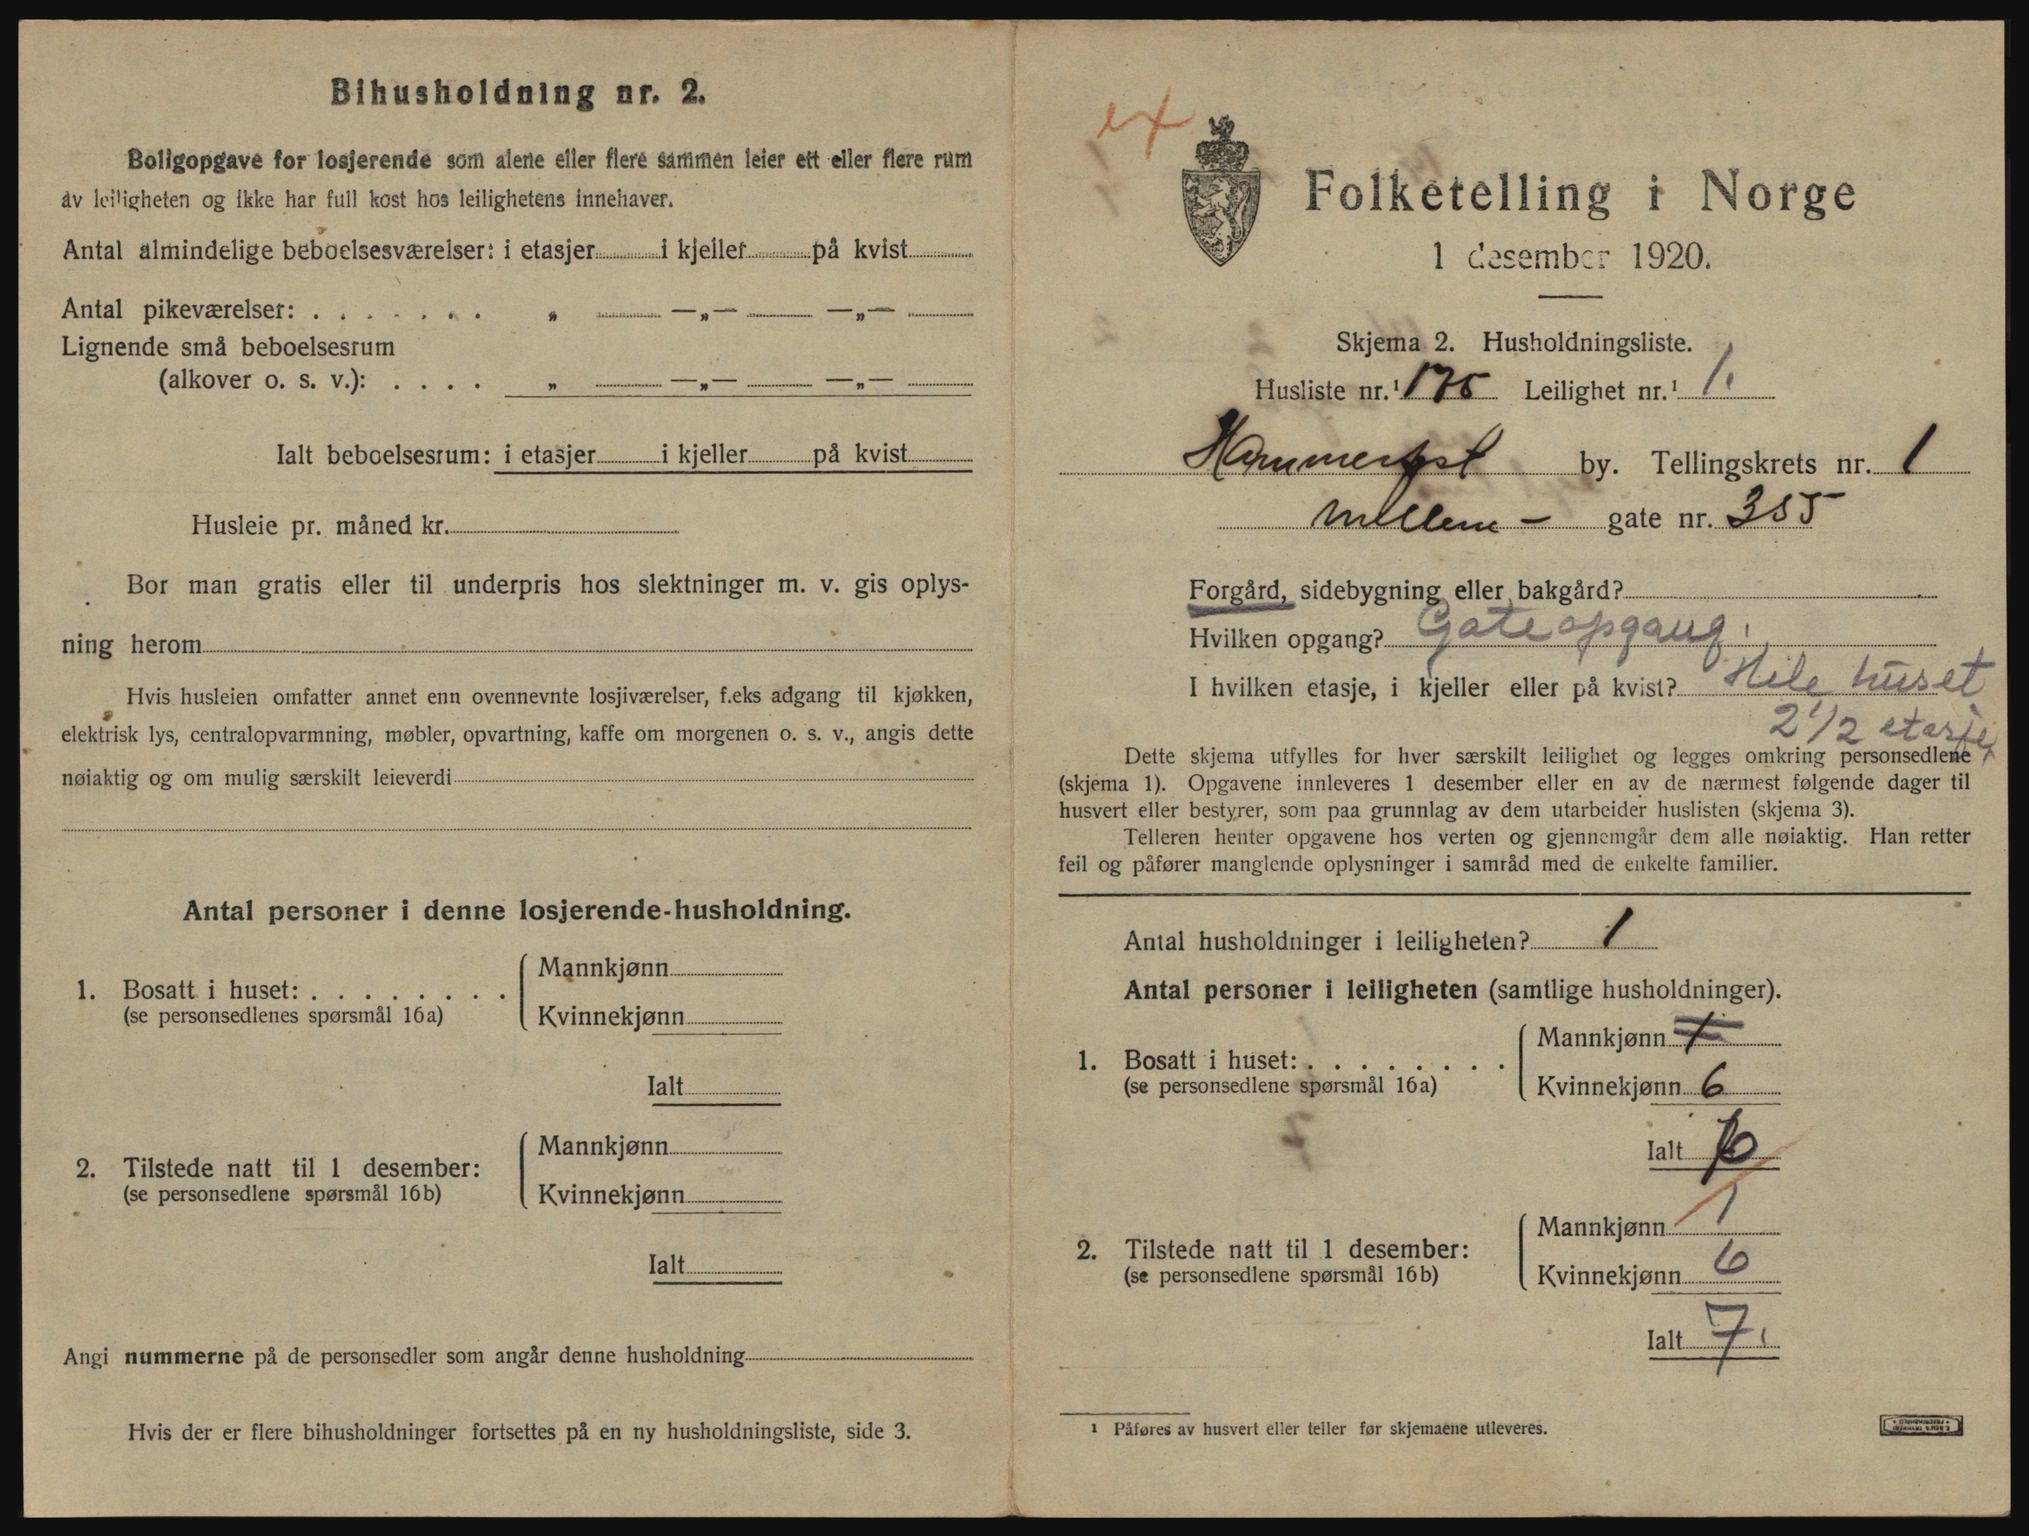 Bihusholdning nr. 2.
Boligopgave for losjerende som alene eller flere sammen leier ett eller flere rum
av leiligheten og ikke har full kost hos leilighetens innehaver.
Antal almindelige beboelsesværelser: i etasjer i kjeller på kvist
Antal pikeværelser: . . . . . . . „ —„— —„—
Lignende små beboelsesrum
(alkover o. s. v.): . . . . „ —„— —„—
Ialt beboelsesrum: i etasjer i kjeller på kvist
Husleie pr. måned kr.
Bor man gratis eller til underpris hos slektninger m. v. gis oplys-
ning herom
Hvis husleien omfatter annet enn ovennevnte losjiværelser, f.eks adgang til kjøkken,
elektrisk lys, centralopvarmning, møbler, opvartning, kaffe om morgenen o. s. v., angis dette
nøiaktig og om mulig særskilt leieverdi
Antal personer i denne losjerende-husholdning.
1. Bosatt i huset: . . . . . . . .
(se personsedlenes spørsmål 16a)
Mannkjønn
Kvinnekjønn
Ialt
2. Tilstede natt til 1 desember:
(se personsedlene spørsmål 16b)
Mannkjønn
Kvinnekjønn
Ialt
Angi nummerne på de personsedler som angår denne husholdning
Hvis der er flere bihusholdninger fortsettes på en ny husholdningsliste, side 3.
ex
Folketelling i Norge
1 desember 1920.
Skjema 2. Husholdningsliste.
Husliste nr.¹ 175 Leilighet nr.¹ 1.
Hammerfest by. Tellingskrets nr. 1
Mellem - gate nr. 355
Forgård, sidebygning eller bakgård?
Hvilken opgang? Gateopgang.
I hvilken etasje, i kjeller eller på kvist? Hele huset
2 1/2 etasje
Dette skjema utfylles for hver særskilt leilighet og legges omkring personsedlene
(skjema 1). Opgavene innleveres 1 desember eller en av de nærmest følgende dager til
husvert eller bestyrer, som paa grunnlag av dem utarbeider huslisten (skjema 3).
Telleren henter opgavene hos verten og gjennemgår dem alle nøiaktig. Han retter
feil og påfører manglende oplysninger i samråd med de enkelte familier.
Antal husholdninger i leiligheten? 1
Antal personer i leiligheten (samtlige husholdninger).
1. Bosatt i huset: . . . . . . . .
(se personsedlene spørsmål 16a)
Mannkjønn 1
Kvinnekjønn 6
Ialt 6
2. Tilstede natt til 1 desember:
(se personsedlene spørsmål 16b)
Mannkjønn 1
Kvinnekjønn 6
Ialt 7.
¹ Påføres av husvert eller teller før skjemaene utleveres.